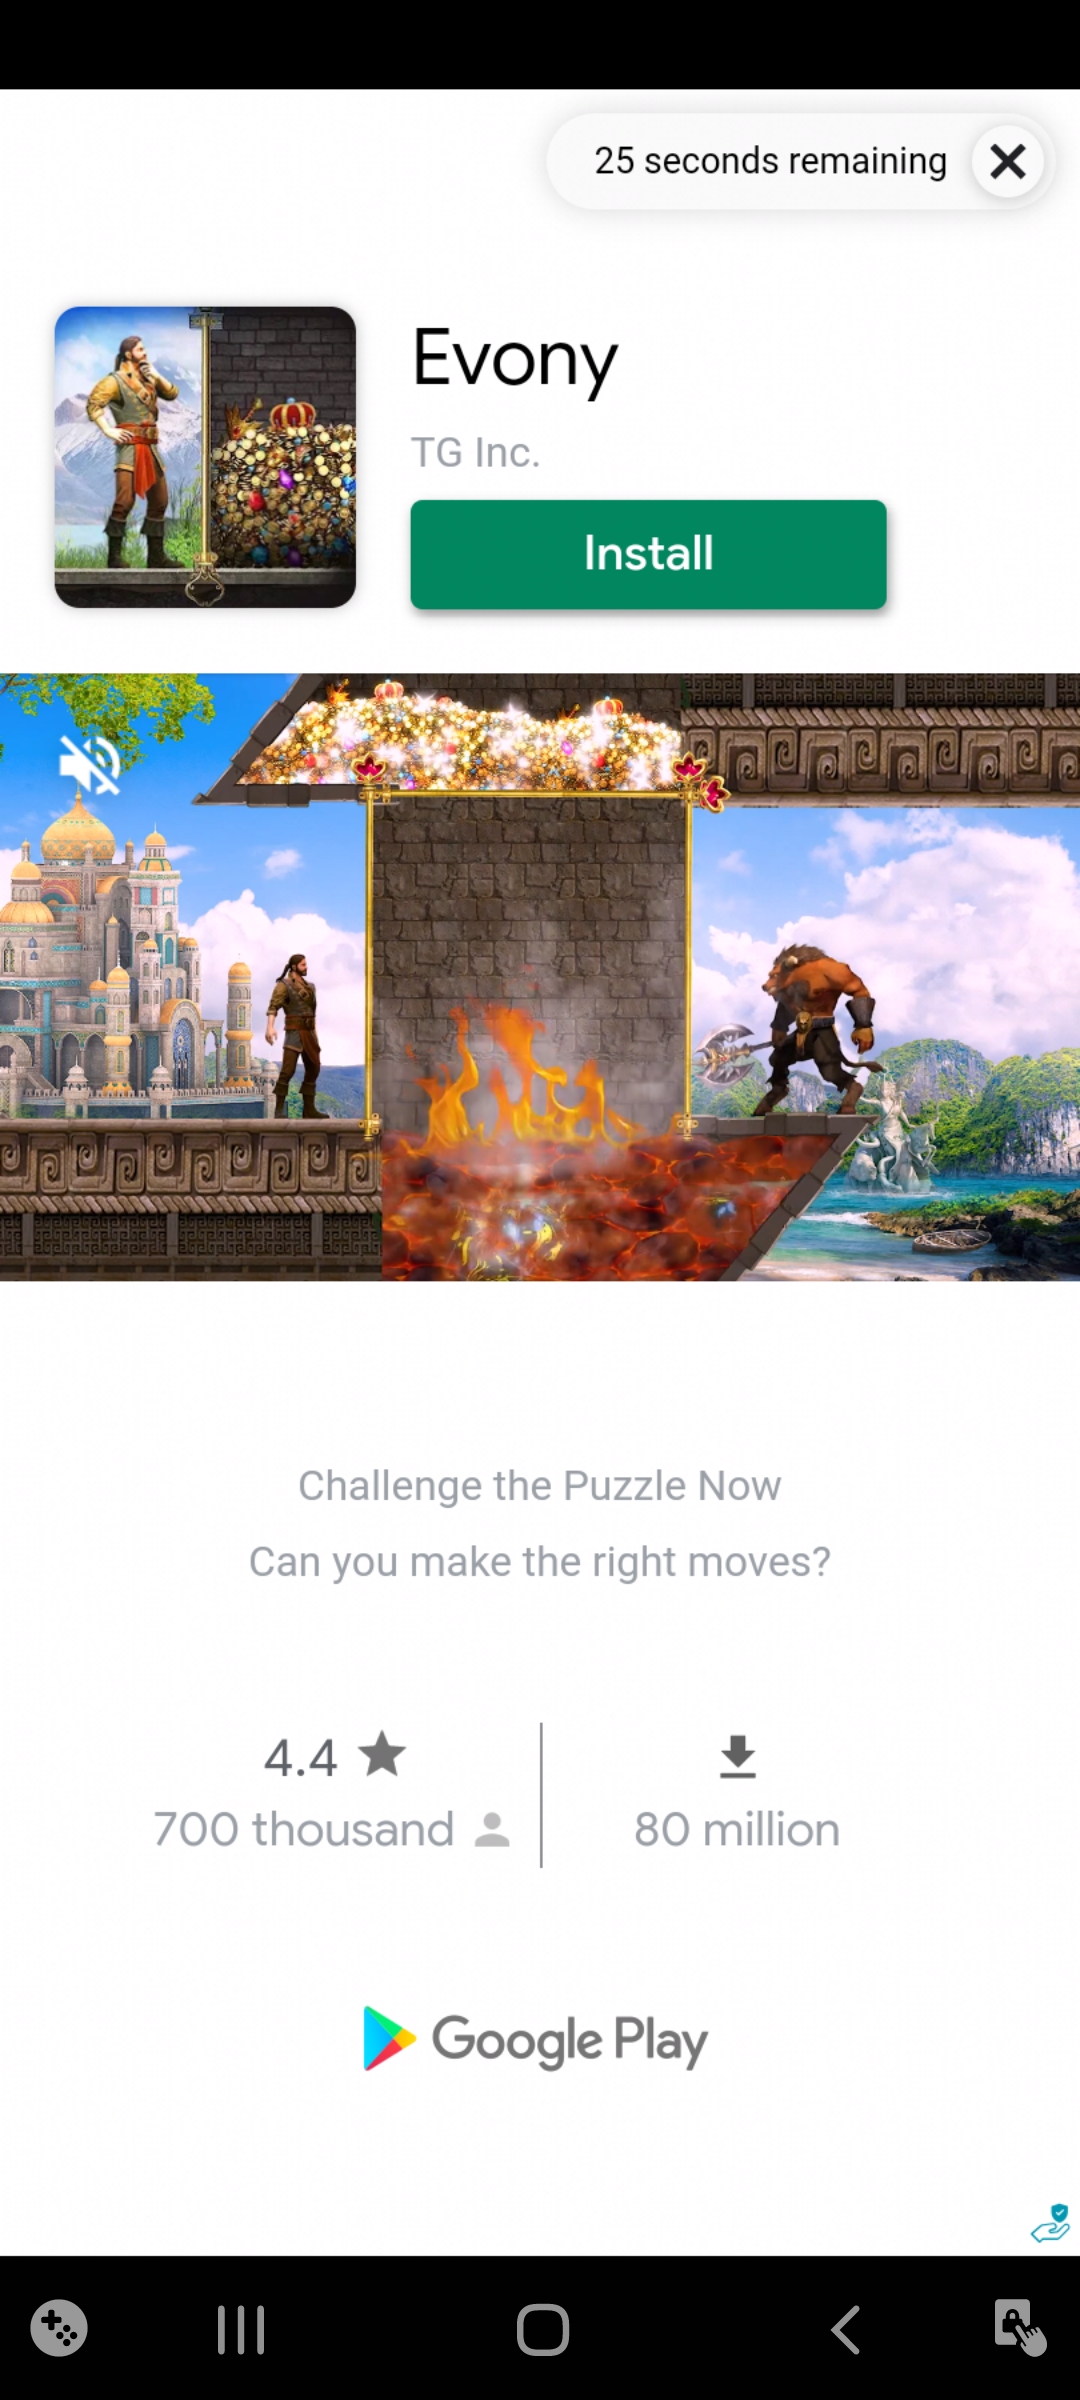 25 seconds remaining
Evony
TG Inc.
Install
Challenge the Puzzle Now
Can you make the right moves?
4.4
700 thousand
80 million
Google Play